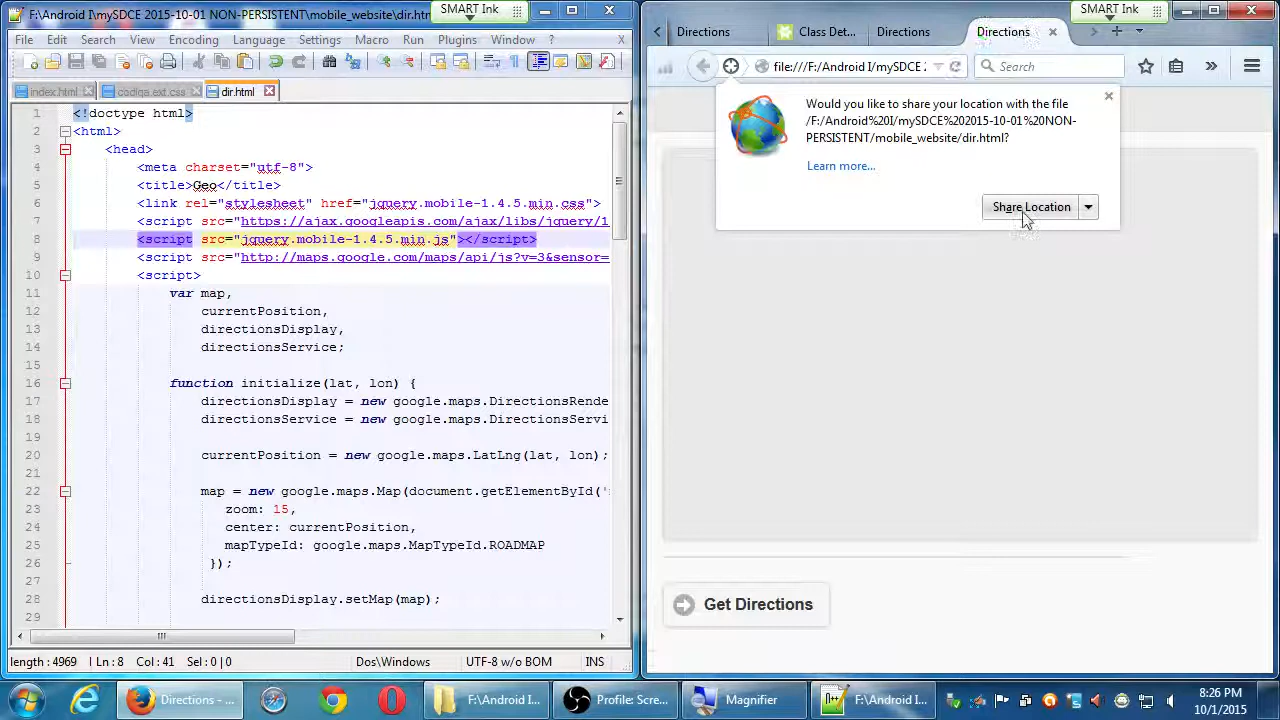 F:\Android I\mySDCE 2015-10-01 NON-PERSISTENT\mobile_website\dir.htm
SMART Ink
File Edit Search View Encoding Language Settings Macro Run Plugins Window ? X
index.html
dir.html
1 <!doctype html>
2 <html>
3 <head>
4 <meta charset="utf-8">
5 <title>Geo</title>
6 <link rel="stylesheet" href="jquery.mobile-1.4.5.min.css">
7 <script src="https://ajax.googleapis.com/ajax/libs/jquery/1
8 <script src="jquery.mobile-1.4.5.min.js"></script>
9 <script src="http://maps.google.com/maps/api/js?v=3&sensor=
10 <script>
11 var map,
12 currentPosition,
13 directionsDisplay,
14 directionsService;
15
16 function initialize(lat, lon) {
17 directionsDisplay = new google.maps.DirectionsRende
18 directionsService = new google.maps.DirectionsServi
19
20 currentPosition = new google.maps.LatLng(lat, lon);
21
22 map = new google.maps.Map(document.getElementById('
23 zoom: 15,
24 center: currentPosition,
25 mapTypeId: google.maps.MapTypeId.ROADMAP
26 });
27
28 directionsDisplay.setMap(map);
29
length : 4969 Ln : 8 Col : 41 Sel : 0 | 0 Dos\Windows UTF-8 w/o BOM INS
SMART Ink
Directions Class Det... Directions Directions
file:///F:/Android I/mySDCE 2 Search
Would you like to share your location with the file
/F:/Android%20I/mySDCE%202015-10-01%20NON-
PERSISTENT/mobile_website/dir.html?
Learn more...
Share Location
Get Directions
Directions - ... F:\Android I... Profile: Scre... Magnifier F:\Android I...
8:26 PM
10/1/2015